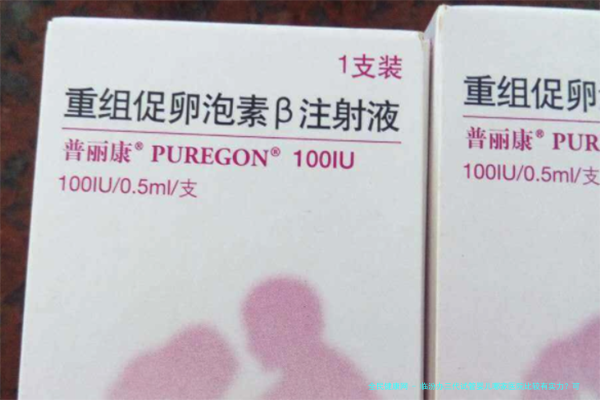 1支装
重组促卵泡素β注射液
普丽康® PUREGON® 100IU
100IU/0.5ml/支
重组促卵
普丽康® PUR
100IU/0.5ml/支